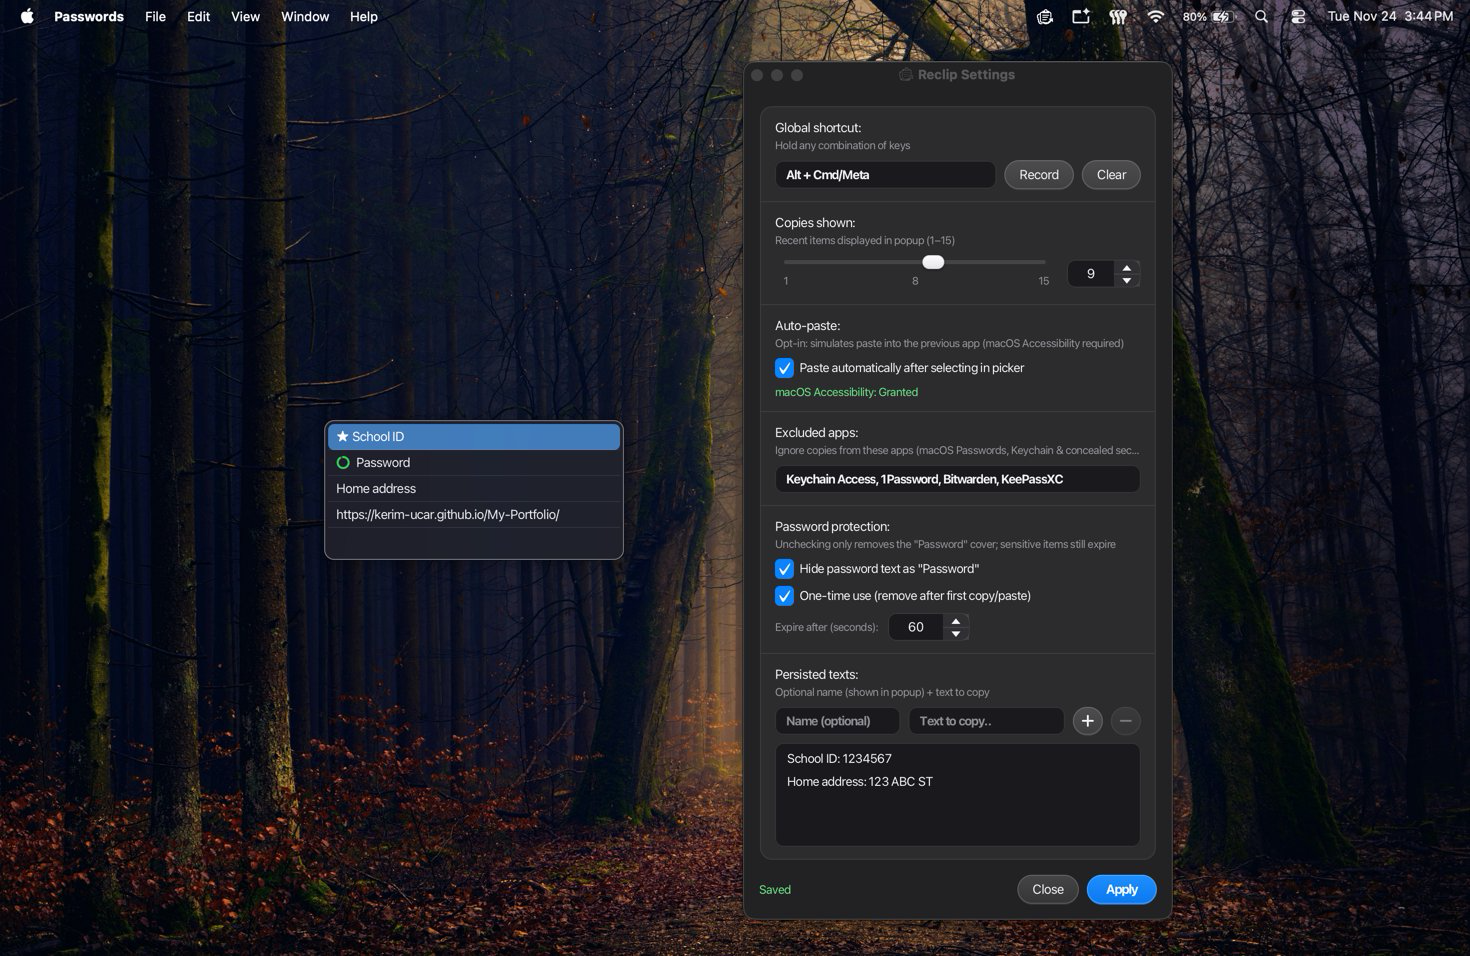 Passwords File Edit View Window Help
80% Tue Nov 24 3:44 PM
Reclip Settings
Global shortcut:
Hold any combination of keys
Alt + Cmd/Meta Record Clear
Copies shown:
Recent items displayed in popup (1–15)
1 8 15 9
Auto-paste:
Opt-in: simulates paste into the previous app (macOS Accessibility required)
Paste automatically after selecting in picker
macOS Accessibility: Granted
Excluded apps:
Ignore copies from these apps (macOS Passwords, Keychain & concealed sec...
Keychain Access, 1Password, Bitwarden, KeePassXC
Password protection:
Unchecking only removes the "Password" cover; sensitive items still expire
Hide password text as "Password"
One-time use (remove after first copy/paste)
Expire after (seconds): 60
Persisted texts:
Optional name (shown in popup) + text to copy
Name (optional) Text to copy..
School ID: 1234567
Home address: 123 ABC ST
Saved Close Apply
School ID
Password
Home address
https://kerim-ucar.github.io/My-Portfolio/